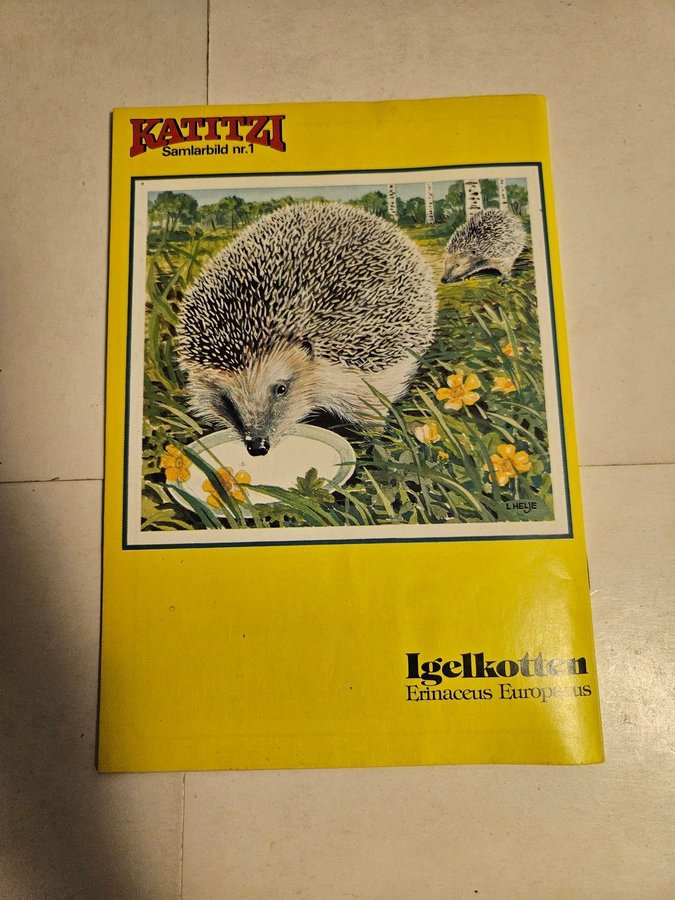 KATITZI
Samlarbild nr.1
L HELJE
Igelkotten
Erinaceus Europaeus